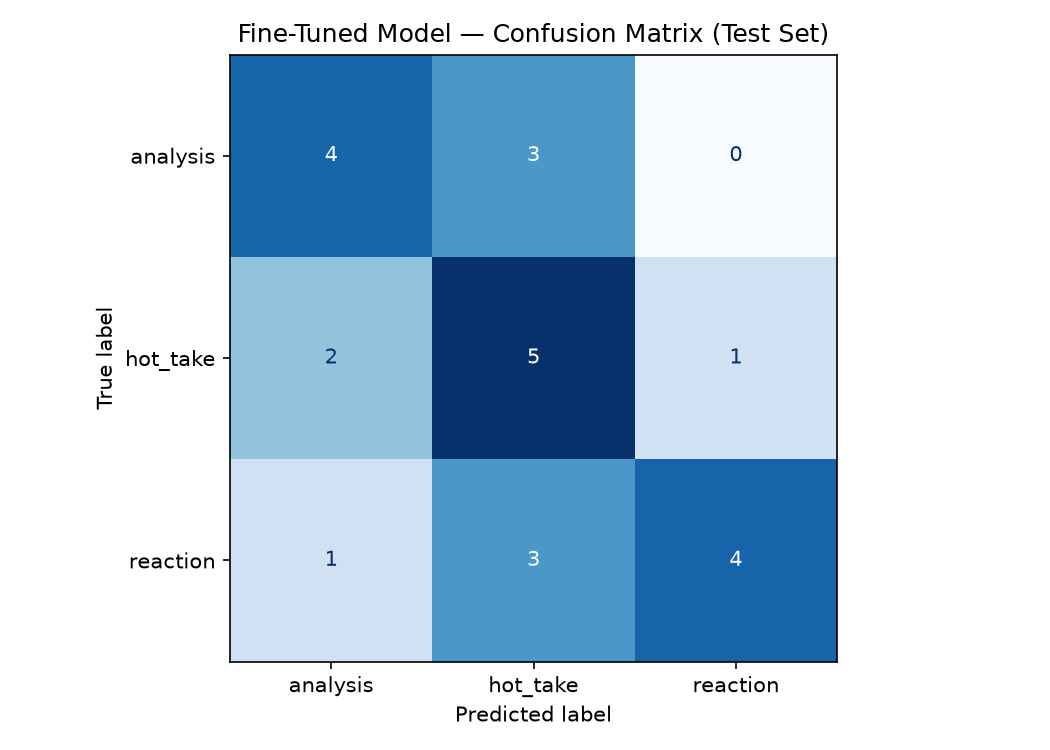 Fine-Tuned Model — Confusion Matrix (Test Set)
True label
analysis
4
3
0
hot_take
2
5
1
reaction
1
3
4
analysis
hot_take
reaction
Predicted label